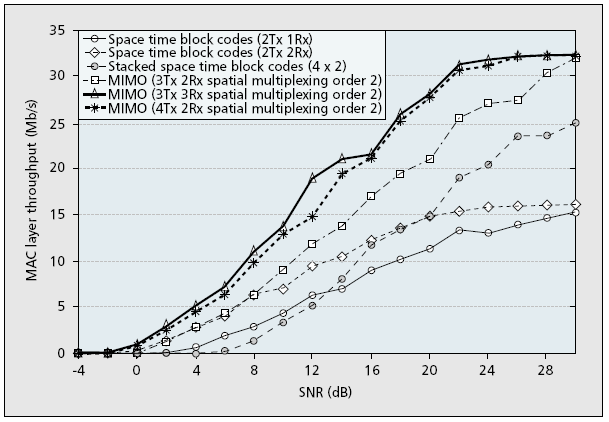 35
30
25
20
15
10
5
0
MAC layer throughput (Mb/s)
Space time block codes (2Tx 1Rx)
Space time block codes (2Tx 2Rx)
Stacked space time block codes (4 x 2)
MIMO (3Tx 2Rx spatial multiplexing order 2)
MIMO (3Tx 3Rx spatial multiplexing order 2)
MIMO (4Tx 2Rx spatial multiplexing order 2)
-4 0 4 8 12 16 20 24 28
SNR (dB)